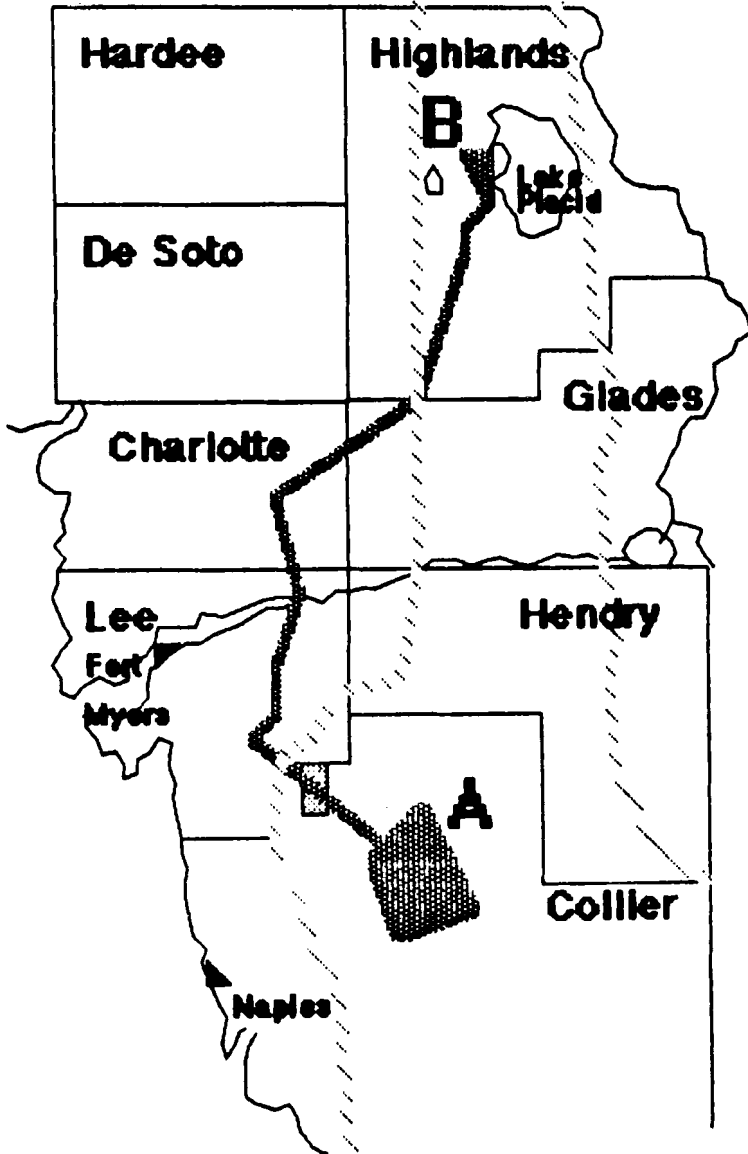 Hardee
Highlands
B
Lake
Placid
De Soto
Glades
Charlotte
Lee
Hendry
Fort
Myers
A
Collier
Naples